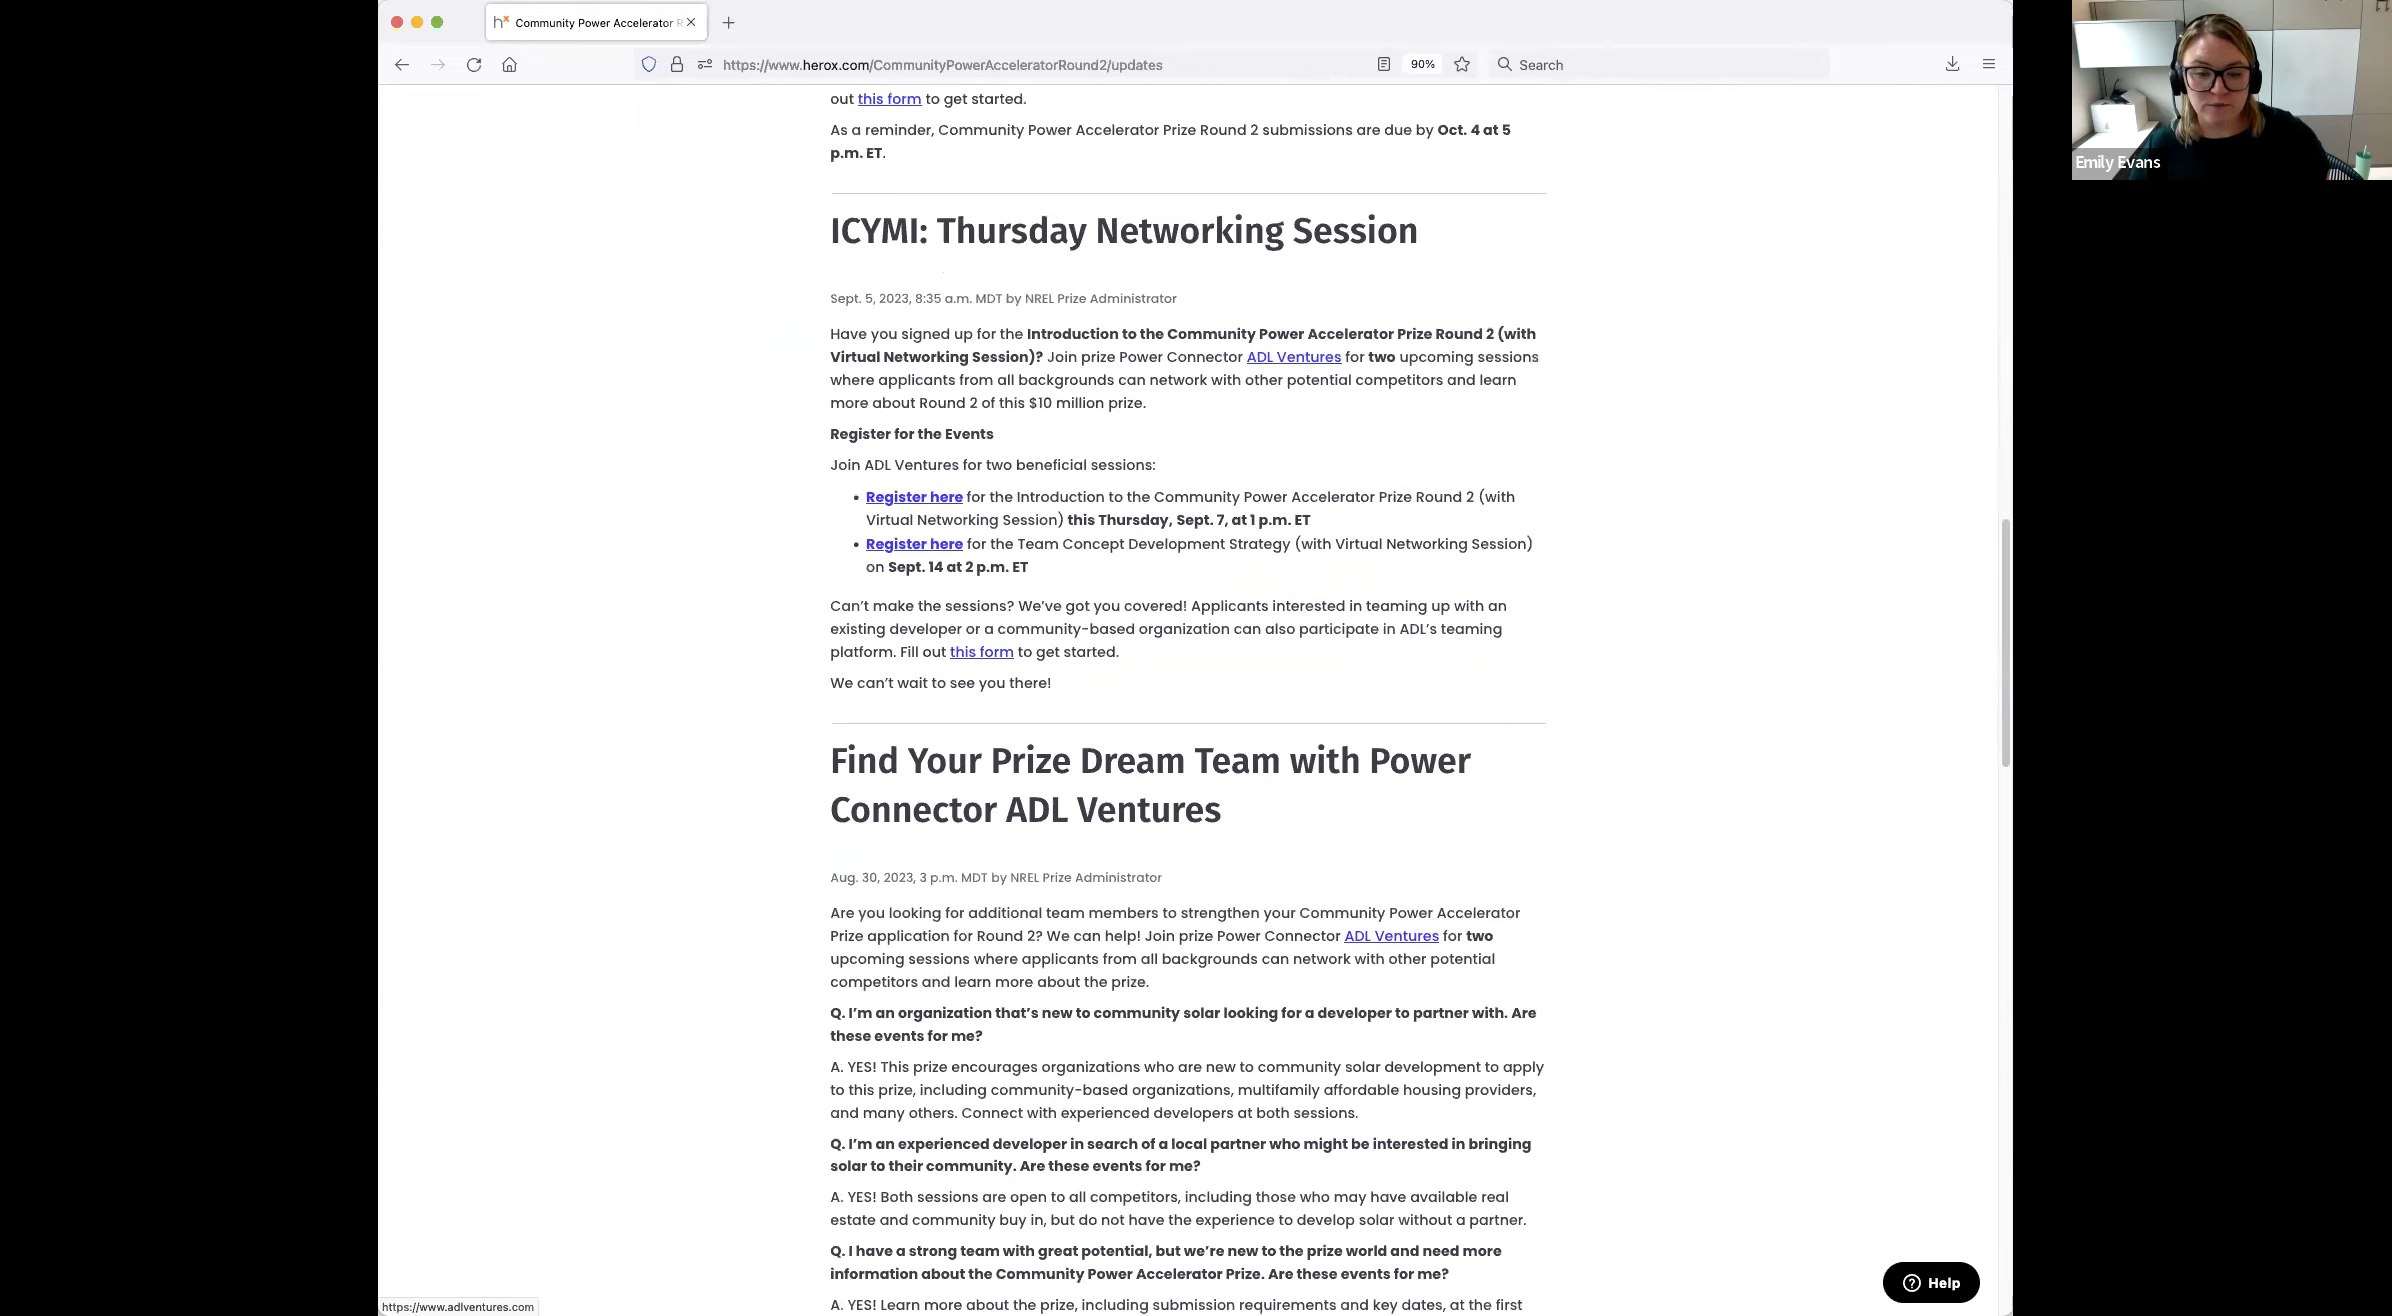 Community Power Accelerator R
https://www.herox.com/CommunityPowerAcceleratorRound2/updates
90%
Search
Emily Evans
out this form to get started.
As a reminder, Community Power Accelerator Prize Round 2 submissions are due by Oct. 4 at 5
p.m. ET.
ICYMI: Thursday Networking Session
Sept. 5, 2023, 8:35 a.m. MDT by NREL Prize Administrator
Have you signed up for the Introduction to the Community Power Accelerator Prize Round 2 (with
Virtual Networking Session)? Join prize Power Connector ADL Ventures for two upcoming sessions
where applicants from all backgrounds can network with other potential competitors and learn
more about Round 2 of this $10 million prize.
Register for the Events
Join ADL Ventures for two beneficial sessions:
• Register here for the Introduction to the Community Power Accelerator Prize Round 2 (with
Virtual Networking Session) this Thursday, Sept. 7, at 1 p.m. ET
• Register here for the Team Concept Development Strategy (with Virtual Networking Session)
on Sept. 14 at 2 p.m. ET
Can't make the sessions? We've got you covered! Applicants interested in teaming up with an
existing developer or a community-based organization can also participate in ADL's teaming
platform. Fill out this form to get started.
We can't wait to see you there!
Find Your Prize Dream Team with Power
Connector ADL Ventures
Aug. 30, 2023, 3 p.m. MDT by NREL Prize Administrator
Are you looking for additional team members to strengthen your Community Power Accelerator
Prize application for Round 2? We can help! Join prize Power Connector ADL Ventures for two
upcoming sessions where applicants from all backgrounds can network with other potential
competitors and learn more about the prize.
Q. I'm an organization that's new to community solar looking for a developer to partner with. Are
these events for me?
A. YES! This prize encourages organizations who are new to community solar development to apply
to this prize, including community-based organizations, multifamily affordable housing providers,
and many others. Connect with experienced developers at both sessions.
Q. I'm an experienced developer in search of a local partner who might be interested in bringing
solar to their community. Are these events for me?
A. YES! Both sessions are open to all competitors, including those who may have available real
estate and community buy in, but do not have the experience to develop solar without a partner.
Q. I have a strong team with great potential, but we're new to the prize world and need more
information about the Community Power Accelerator Prize. Are these events for me?
A. YES! Learn more about the prize, including submission requirements and key dates, at the first
Help
https://www.adlventures.com